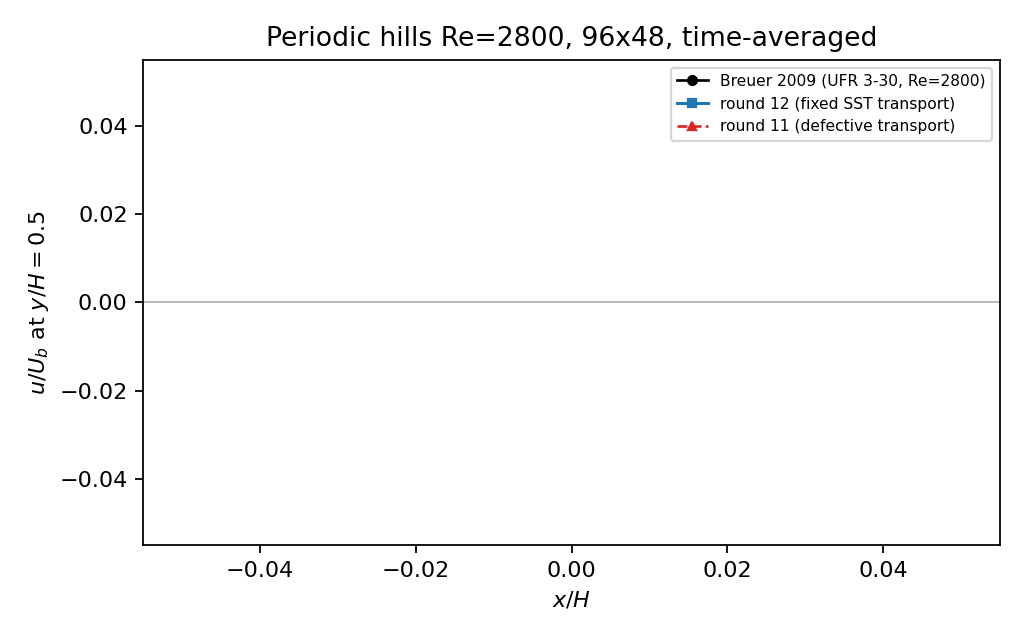 Periodic hills Re=2800, 96x48, time-averaged
Breuer 2009 (UFR 3-30, Re=2800)
round 12 (fixed SST transport)
round 11 (defective transport)
u/U_b at y/H = 0.5
0.04
0.02
0.00
−0.02
−0.04
−0.04 −0.02 0.00 0.02 0.04
x/H